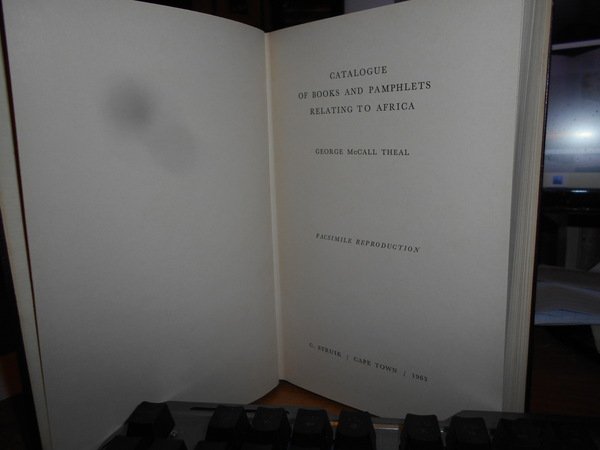 CATALOGUE
OF BOOKS AND PAMPHLETS
RELATING TO AFRICA
GEORGE McCALL THEAL
FACSIMILE REPRODUCTION
C. STRUIK / CAPE TOWN / 1963